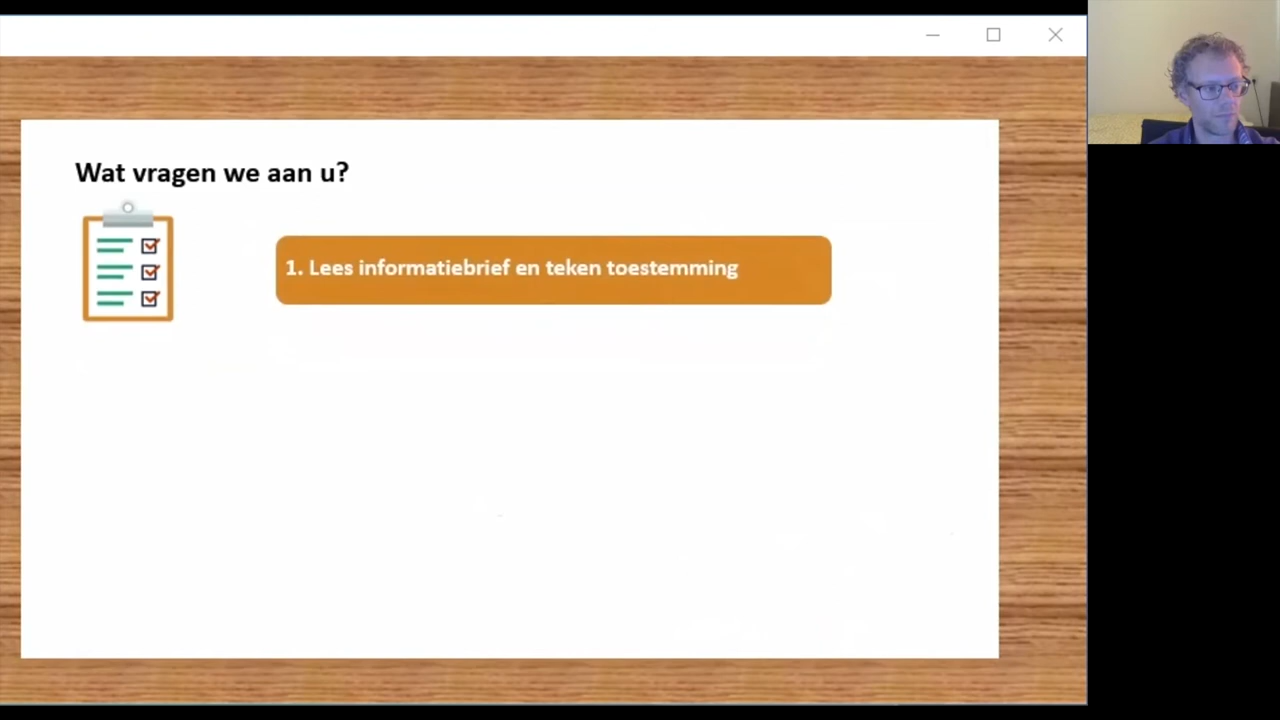 Wat vragen we aan u?
1. Lees informatiebrief en teken toestemming